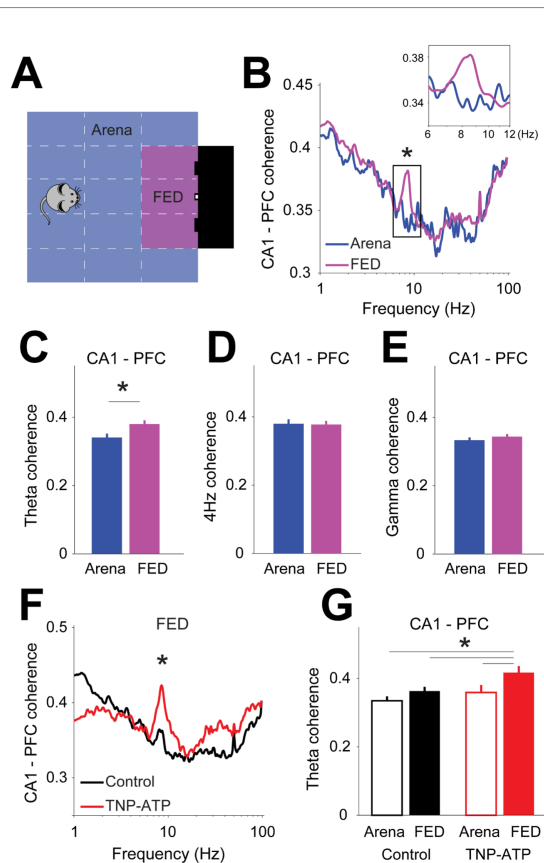 A
Arena
FED
B
CA1 - PFC coherence
0.45
0.4
0.35
0.3
*
Arena
FED
1
10
100
Frequency (Hz)
0.38
0.34
6
8
10
12 (Hz)
C
CA1 - PFC
Theta coherence
0.4
0.2
0
*
Arena FED
D
CA1 - PFC
4Hz coherence
0.4
0.2
0
Arena FED
E
CA1 - PFC
Gamma coherence
0.4
0.2
0
Arena FED
F
FED
CA1 - PFC coherence
0.5
0.4
0.3
*
Control
TNP-ATP
1
10
100
Frequency (Hz)
G
CA1 - PFC
Theta coherence
0.4
0.2
0
*
Arena FED Arena FED
Control TNP-ATP